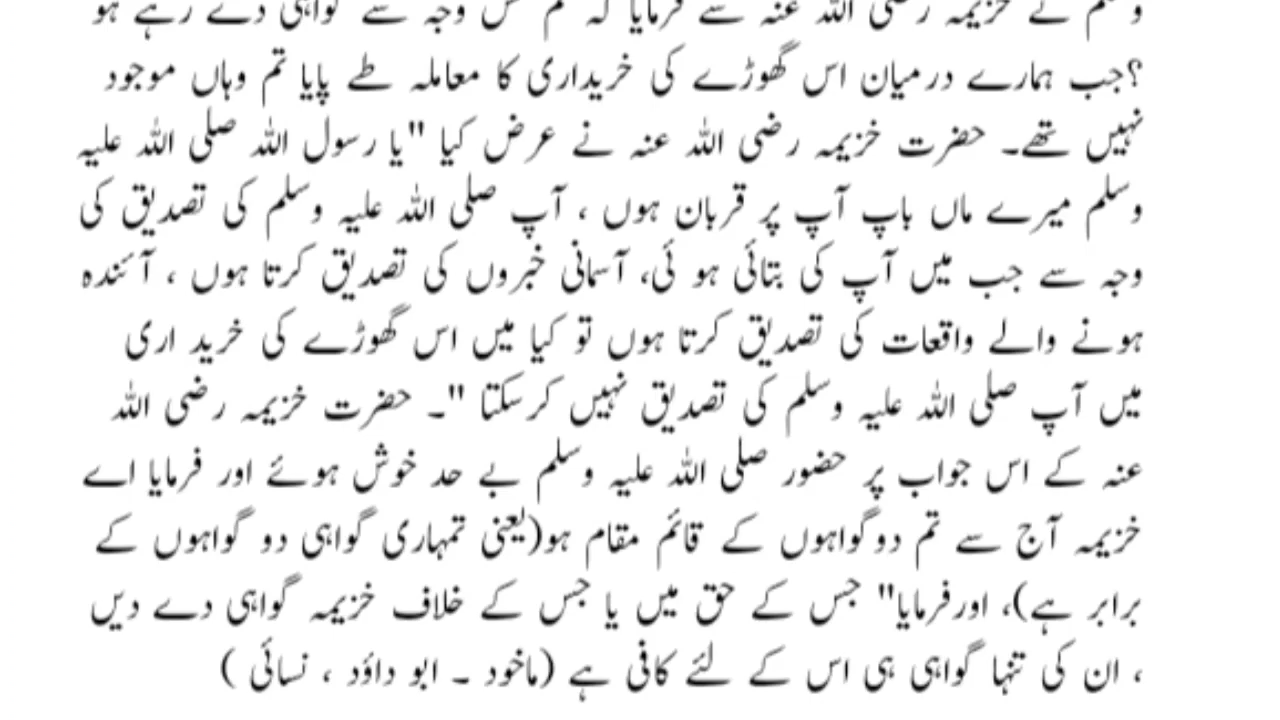 وسلم نے خزیمہ رضی اللہ عنہ سے فرمایا کہ تم کس وجہ سے گواہی دے رہے ہو
؟جب ہمارے درمیان اس گھوڑے کی خریداری کا معاملہ طے پایا تم وہاں موجود
نہیں تھے۔ حضرت خزیمہ رضی اللہ عنہ نے عرض کیا "یا رسول اللہ صلی اللہ علیہ
وسلم میرے ماں باپ آپ پر قربان ہوں ، آپ صلی اللہ علیہ وسلم کی تصدیق کی
وجہ سے جب میں آپ کی بتائی ہو ئی، آسمانی خبروں کی تصدیق کرتا ہوں ، آئندہ
ہونے والے واقعات کی تصدیق کرتا ہوں تو کیا میں اس گھوڑے کی خرید اری
میں آپ صلی اللہ علیہ وسلم کی تصدیق نہیں کرسکتا "۔ حضرت خزیمہ رضی اللہ
عنہ کے اس جواب پر حضور صلی اللہ علیہ وسلم بے حد خوش ہوئے اور فرمایا اے
خزیمہ آج سے تم دوگواہوں کے قائم مقام ہو(یعنی تمہاری گواہی دو گواہوں کے
برابر ہے)، اورفرمایا" جس کے حق میں یا جس کے خلاف خزیمہ گواہی دے دیں
، ان کی تنہا گواہی ہی اس کے لئے کافی ہے (ماخود ۔ ابو داؤد ، نسائی )